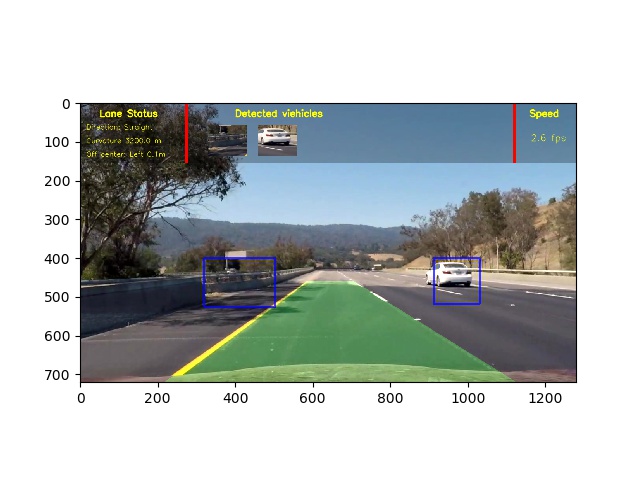 Lane Status
Detected viehicles
Speed
Direction: Straight
Curvature 3200.0 m
Off center: Left 0.1m
2.6 fps
0
100
200
300
400
500
600
700
0 200 400 600 800 1000 1200